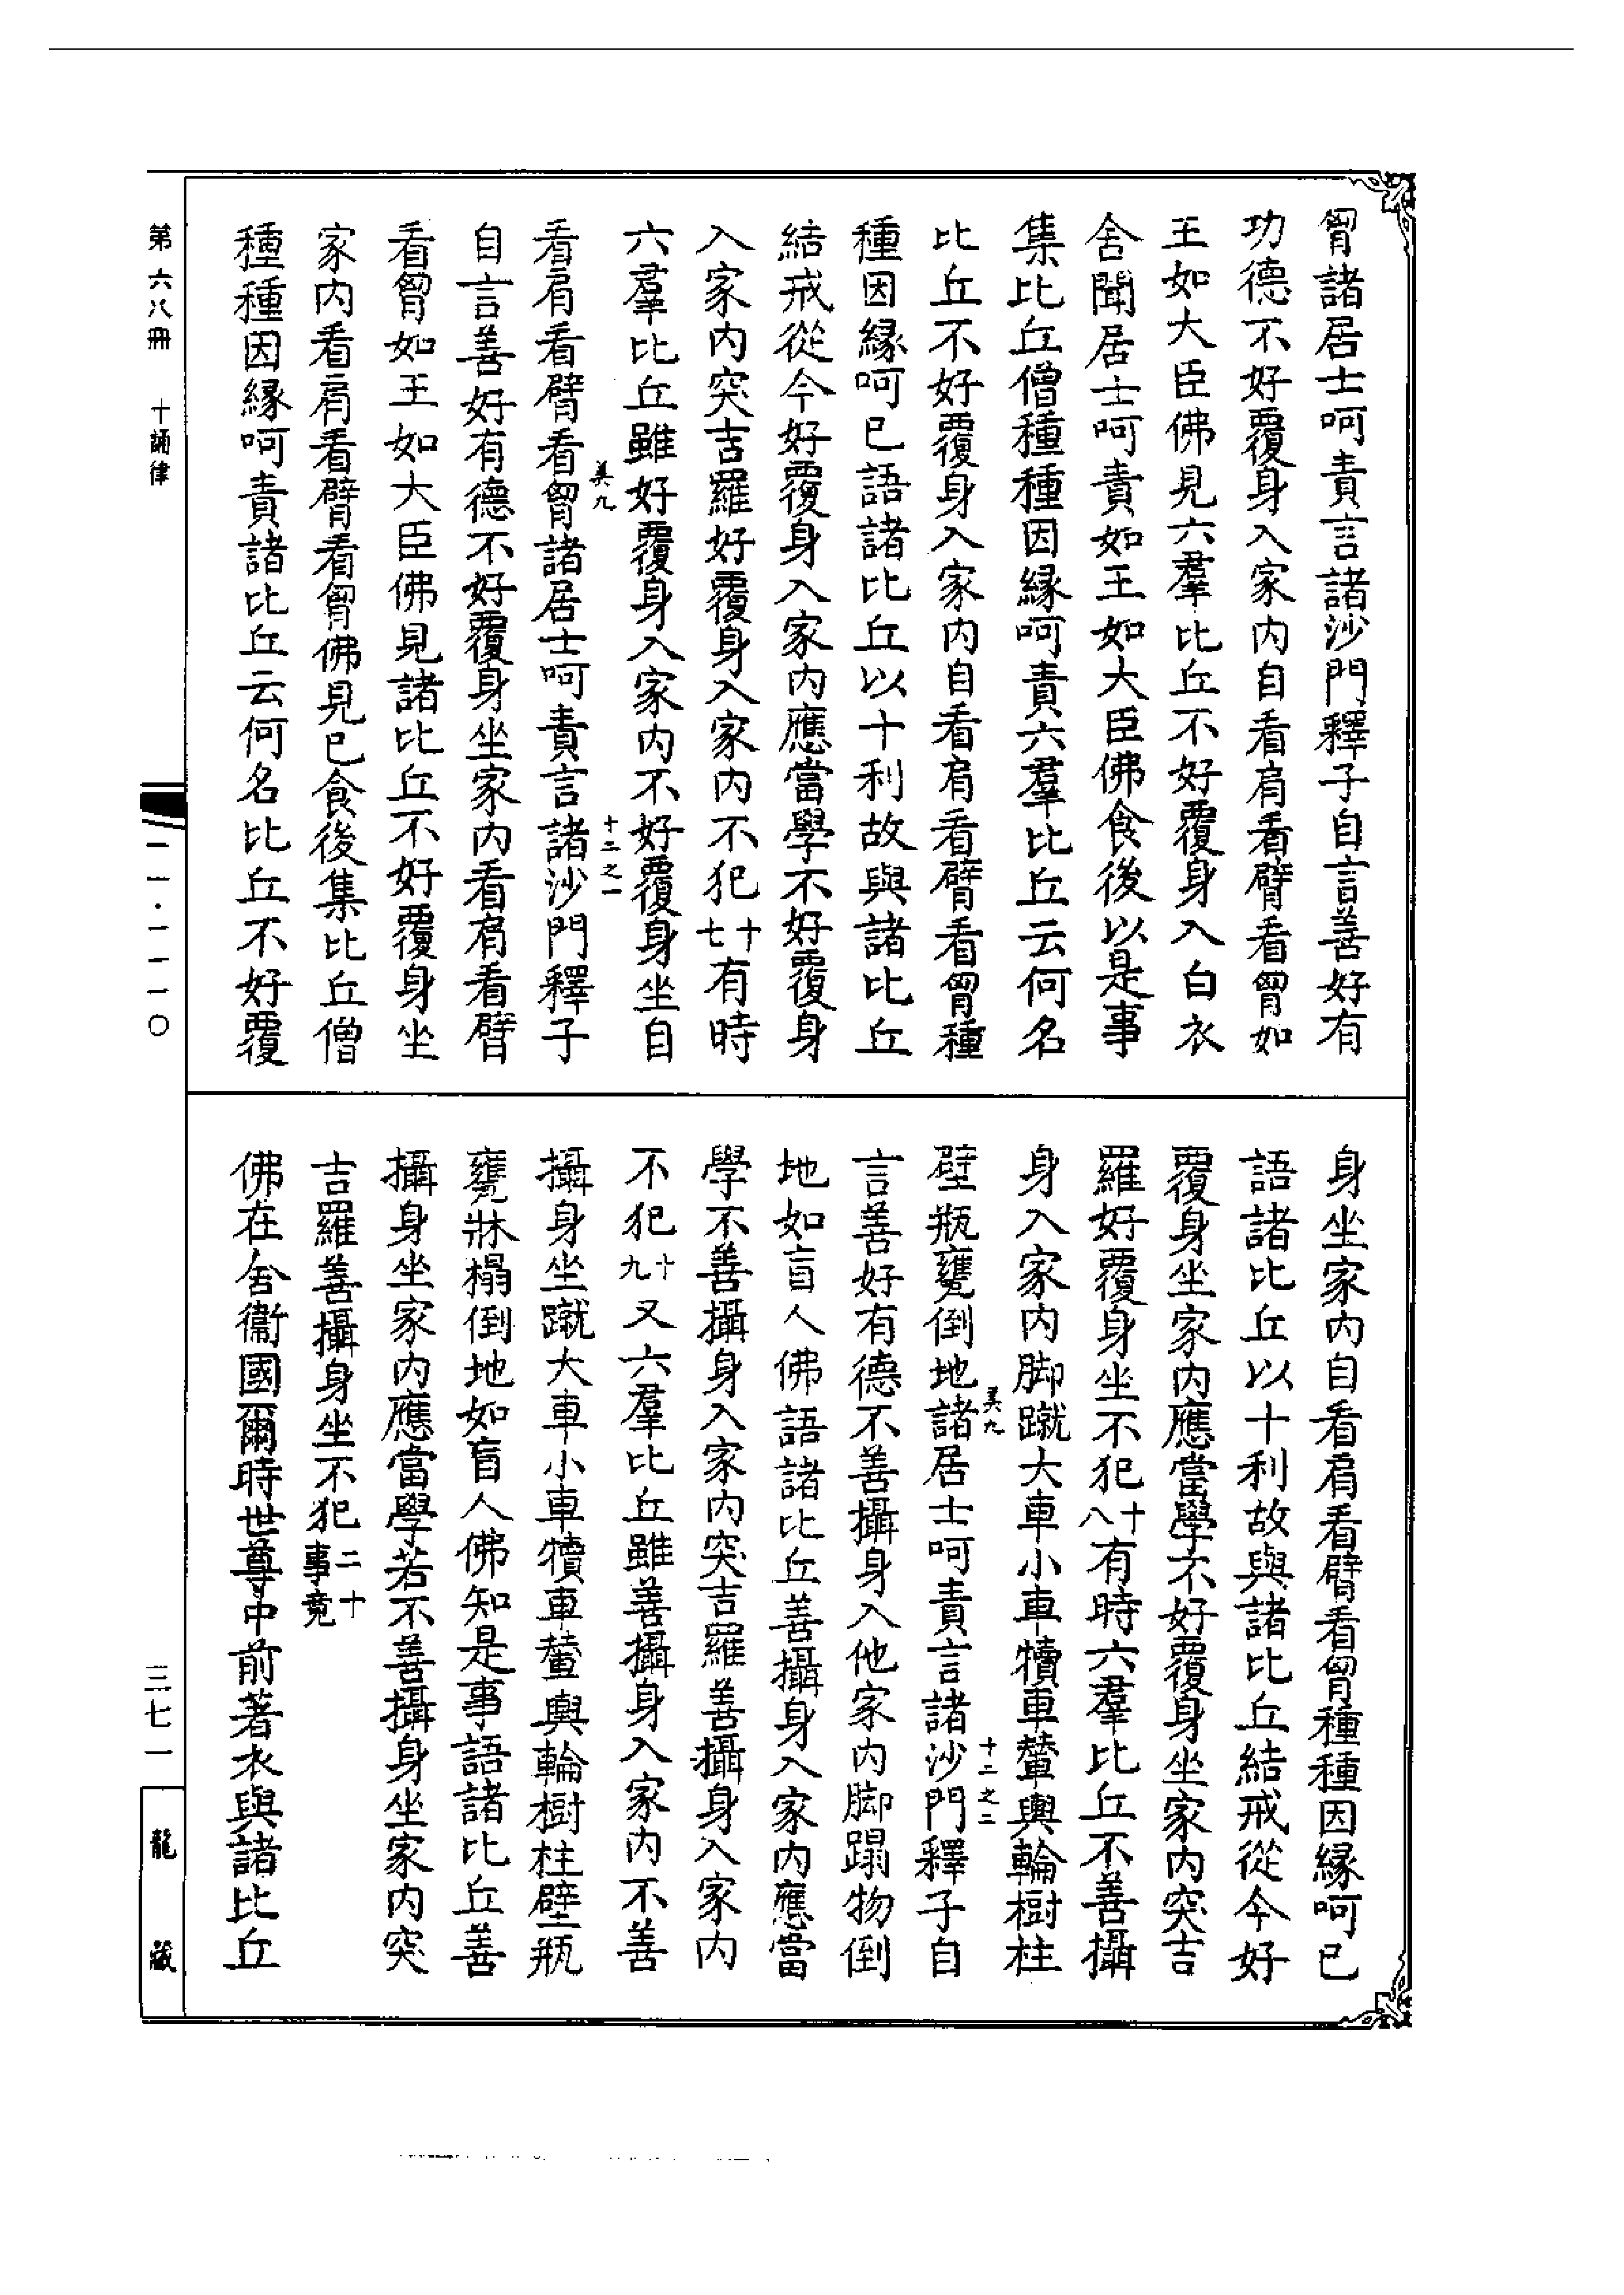 胷諸居士呵責言諸沙門釋子自言善好有
功德不好覆身入家內自看肩看臂看胷如
王如大臣佛見六羣比丘不好覆身入白衣
舍聞居士呵責如王如大臣佛食後以是事
集比丘僧種種因緣呵責六羣比丘云何名
比丘不好覆身入家內自看肩看臂看胷種
種因緣呵已語諸比丘以十利故與諸比丘
結戒從今好覆身入家內應當學不好覆身
入家內突吉羅好覆身入家內不犯十七有時
六羣比丘雖好覆身入家內不好覆身坐自
美九 十二之一
看肩看臂看胷諸居士呵責言諸沙門釋子
自言善好有德不好覆身坐家內看肩看臂
看胷如王如大臣佛見諸比丘不好覆身坐
家內看肩看臂看胷佛見已食後集比丘僧
種種因緣呵責諸比丘云何名比丘不好覆
身坐家內自看肩看臂看胷種種因緣呵已
語諸比丘以十利故與諸比丘結戒從今好
覆身坐家內應當學不好覆身坐家內突吉
羅好覆身坐不犯十八有時六羣比丘不善攝
身入家內脚蹴大車小車犢車輦輿輪樹柱
美九 十二之二
壁瓶甕倒地諸居士呵責言諸沙門釋子自
言善好有德不善攝身入他家內脚蹋物倒
地如盲人佛語諸比丘善攝身入家內應當
學不善攝身入家內突吉羅善攝身入家內
不犯十九又六羣比丘雖善攝身入家內不善
攝身坐蹴大車小車犢車輦輿輪樹柱壁瓶
甕牀榻倒地如盲人佛知是事語諸比丘善
攝身坐家內應當學若不善攝身坐家內突
吉羅善攝身坐不犯二十事竟
佛在舍衞國爾時世尊中前著衣與諸比丘
第六八冊 十誦律
一一·一一一〇
三七一
龍藏